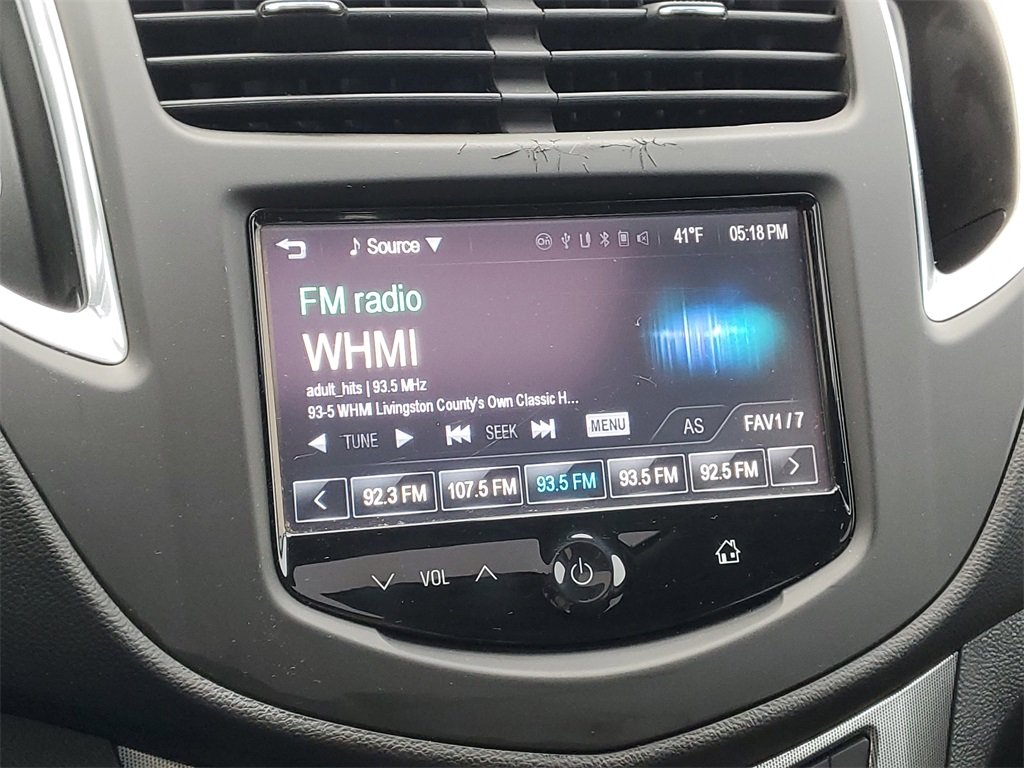 Source
On 41°F 05:18 PM
FM radio
WHMI
adult_hits | 93.5 MHz
93-5 WHMI Livingston County's Own Classic H...
TUNE SEEK MENU AS FAV1 / 7
92.3 FM 107.5 FM 93.5 FM 93.5 FM 92.5 FM
VOL